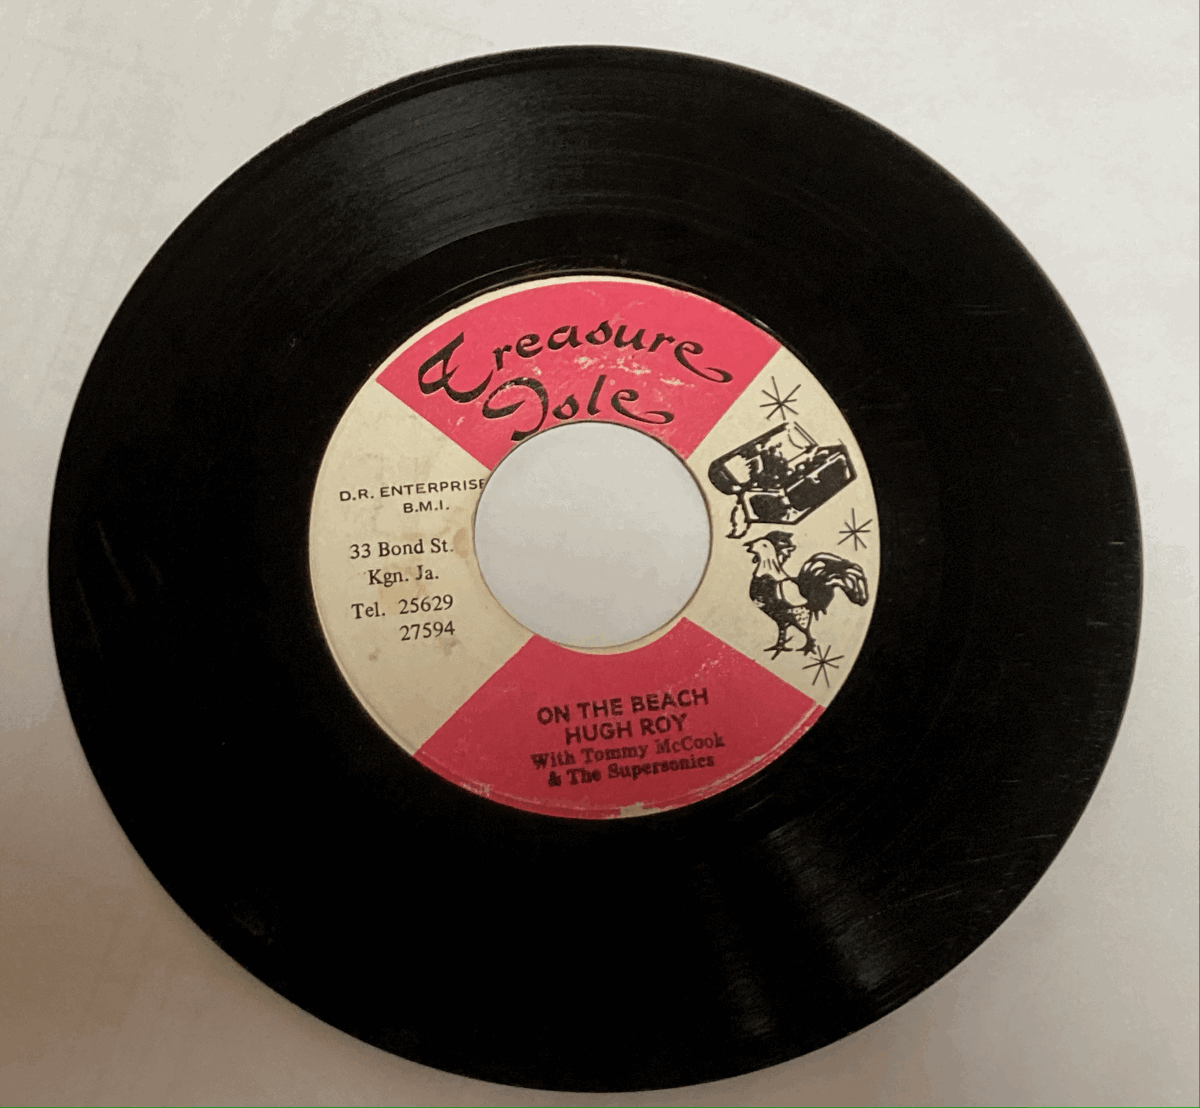 Treasure
Isle
D.R. ENTERPRISE
B.M.I.
33 Bond St.
Kgn. Ja.
Tel. 25629
27594
ON THE BEACH
HUGH ROY
With Tommy McCook
& The Supersonics